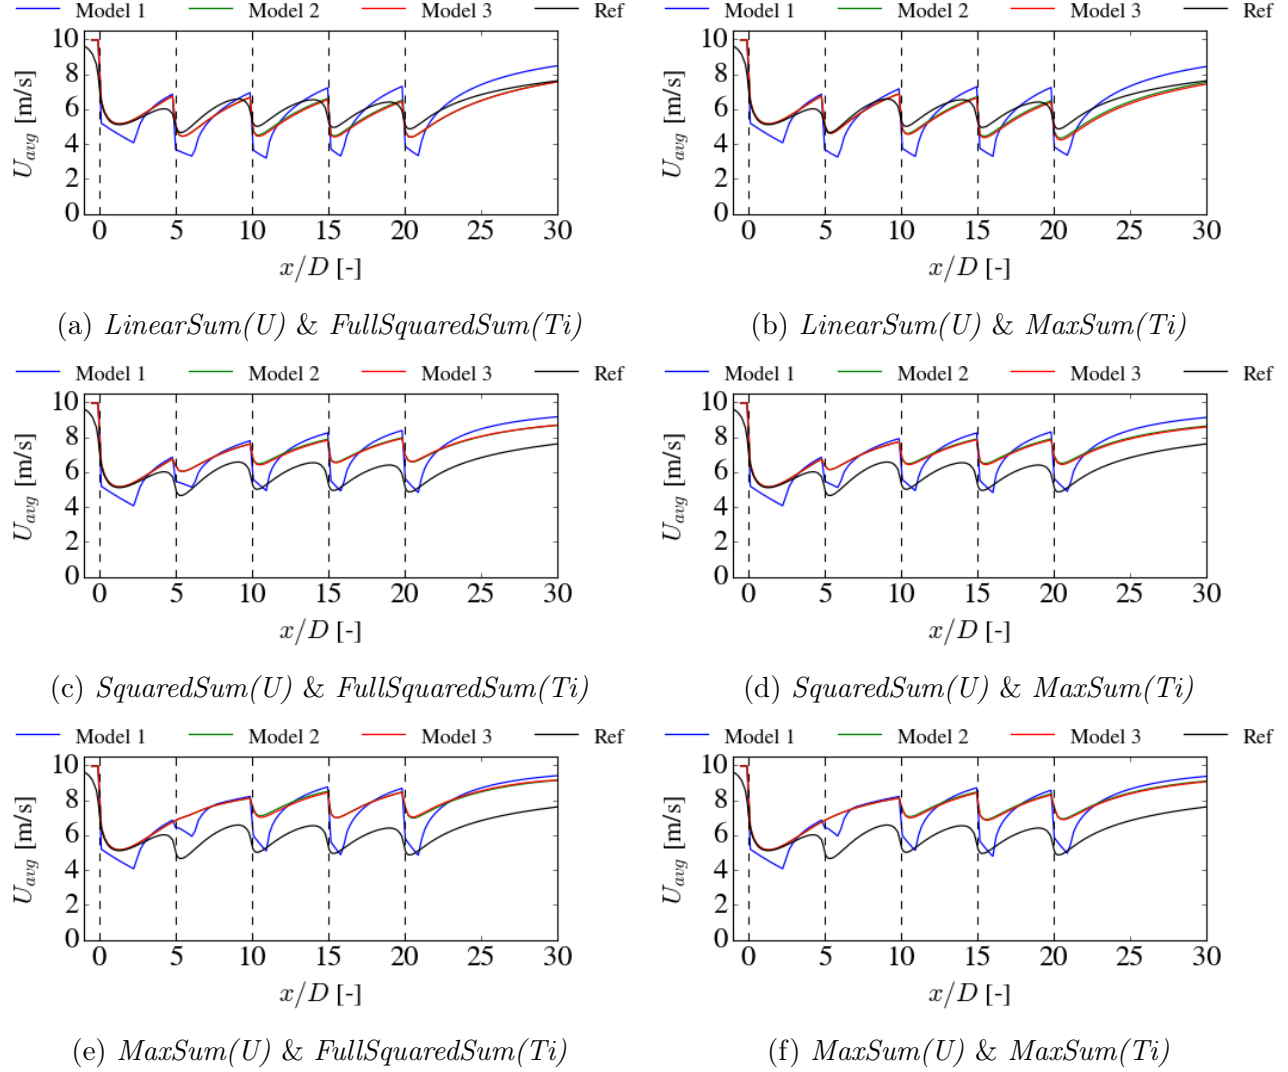 Model 1 Model 2 Model 3 Ref
Model 1 Model 2 Model 3 Ref
10
8
6
4
2
0
U_avg [m/s]
0 5 10 15 20 25 30
x/D [-]
10
8
6
4
2
0
U_avg [m/s]
0 5 10 15 20 25 30
x/D [-]
(a) LinearSum(U) & FullSquaredSum(Ti)
(b) LinearSum(U) & MaxSum(Ti)
Model 1 Model 2 Model 3 Ref
Model 1 Model 2 Model 3 Ref
10
8
6
4
2
0
U_avg [m/s]
0 5 10 15 20 25 30
x/D [-]
10
8
6
4
2
0
U_avg [m/s]
0 5 10 15 20 25 30
x/D [-]
(c) SquaredSum(U) & FullSquaredSum(Ti)
(d) SquaredSum(U) & MaxSum(Ti)
Model 1 Model 2 Model 3 Ref
Model 1 Model 2 Model 3 Ref
10
8
6
4
2
0
U_avg [m/s]
0 5 10 15 20 25 30
x/D [-]
10
8
6
4
2
0
U_avg [m/s]
0 5 10 15 20 25 30
x/D [-]
(e) MaxSum(U) & FullSquaredSum(Ti)
(f) MaxSum(U) & MaxSum(Ti)